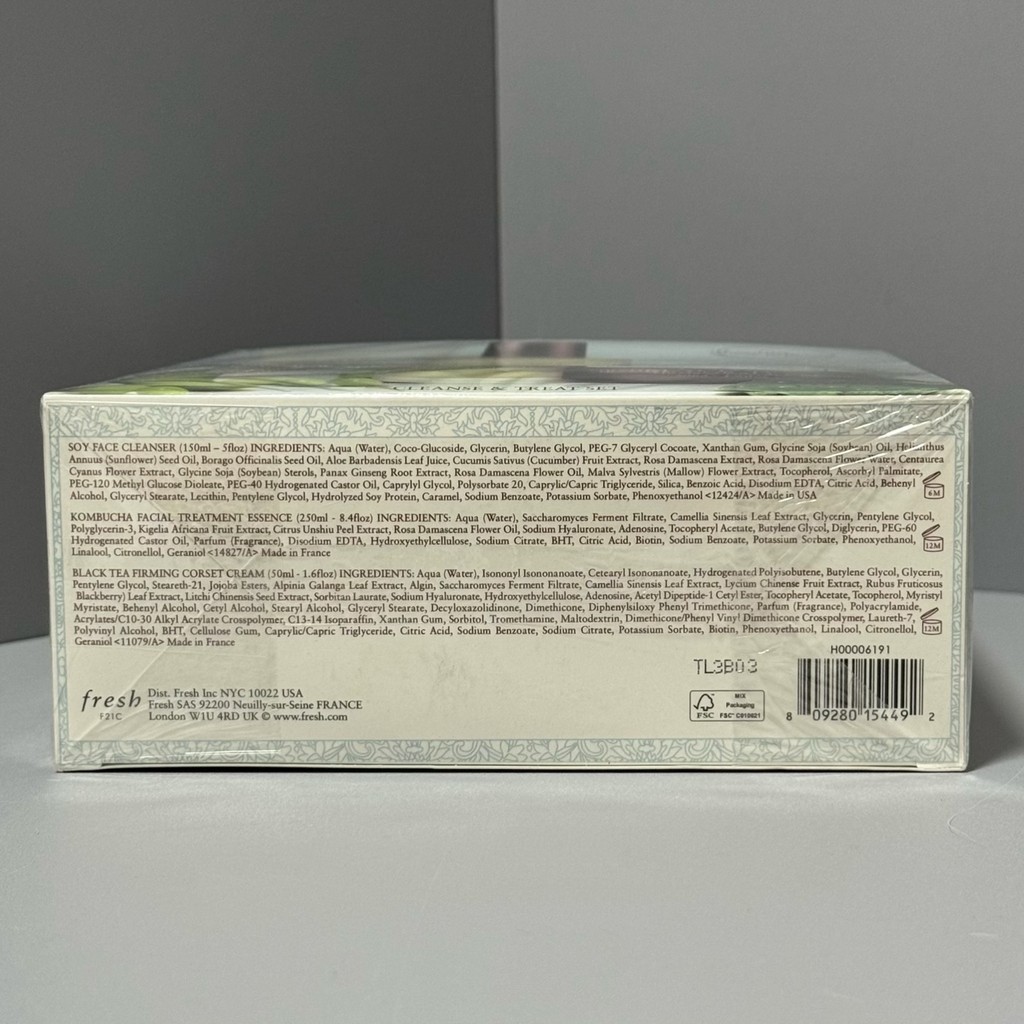 CLEANSE & TREAT SET
SOY FACE CLEANSER (150ml – 5floz) INGREDIENTS: Aqua (Water), Coco-Glucoside, Glycerin, Butylene Glycol, PEG-7 Glyceryl Cocoate, Xanthan Gum, Glycine Soja (Soybean) Oil, Helianthus
Annuus (Sunflower) Seed Oil, Borago Officinalis Seed Oil, Aloe Barbadensis Leaf Juice, Cucumis Sativus (Cucumber) Fruit Extract, Rosa Damascena Extract, Rosa Damascena Flower Water, Centaurea
Cyanus Flower Extract, Glycine Soja (Soybean) Sterols, Panax Ginseng Root Extract, Rosa Damascena Flower Oil, Malva Sylvestris (Mallow) Flower Extract, Tocopherol, Ascorbyl Palmitate,
PEG-120 Methyl Glucose Dioleate, PEG-40 Hydrogenated Castor Oil, Caprylyl Glycol, Polysorbate 20, Caprylic/Capric Triglyceride, Silica, Benzoic Acid, Disodium EDTA, Citric Acid, Behenyl
Alcohol, Glyceryl Stearate, Lecithin, Pentylene Glycol, Hydrolyzed Soy Protein, Caramel, Sodium Benzoate, Potassium Sorbate, Phenoxyethanol <12424/A> Made in USA
6M
KOMBUCHA FACIAL TREATMENT ESSENCE (250ml - 8.4floz) INGREDIENTS: Aqua (Water), Saccharomyces Ferment Filtrate, Camellia Sinensis Leaf Extract, Glycerin, Pentylene Glycol,
Polyglycerin-3, Kigelia Africana Fruit Extract, Citrus Unshiu Peel Extract, Rosa Damascena Flower Oil, Sodium Hyaluronate, Adenosine, Tocopheryl Acetate, Butylene Glycol, Diglycerin, PEG-60
Hydrogenated Castor Oil, Parfum (Fragrance), Disodium EDTA, Hydroxyethylcellulose, Sodium Citrate, BHT, Citric Acid, Biotin, Sodium Benzoate, Potassium Sorbate, Phenoxyethanol,
Linalool, Citronellol, Geraniol <14827/A> Made in France
12M
BLACK TEA FIRMING CORSET CREAM (50ml - 1.6floz) INGREDIENTS: Aqua (Water), Isononyl Isononanoate, Cetearyl Isononanoate, Hydrogenated Polyisobutene, Butylene Glycol, Glycerin,
Pentylene Glycol, Steareth-21, Jojoba Esters, Alpinia Galanga Leaf Extract, Algin, Saccharomyces Ferment Filtrate, Camellia Sinensis Leaf Extract, Lycium Chinense Fruit Extract, Rubus Fruticosus
Blackberry) Leaf Extract, Litchi Chinensis Seed Extract, Sorbitan Laurate, Sodium Hyaluronate, Hydroxyethylcellulose, Adenosine, Acetyl Dipeptide-1 Cetyl Ester, Tocopheryl Acetate, Tocopherol, Myristyl
Myristate, Behenyl Alcohol, Cetyl Alcohol, Stearyl Alcohol, Glyceryl Stearate, Decyloxazolidinone, Dimethicone, Diphenylsiloxy Phenyl Trimethicone, Parfum (Fragrance), Polyacrylamide,
Acrylates/C10-30 Alkyl Acrylate Crosspolymer, C13-14 Isoparaffin, Xanthan Gum, Sorbitol, Tromethamine, Maltodextrin, Dimethicone/Phenyl Vinyl Dimethicone Crosspolymer, Laureth-7,
Polyvinyl Alcohol, BHT, Cellulose Gum, Caprylic/Capric Triglyceride, Citric Acid, Sodium Benzoate, Sodium Citrate, Potassium Sorbate, Biotin, Phenoxyethanol, Linalool, Citronellol,
Geraniol <11079/A> Made in France
12M
H00006191
TL3B03
fresh
F21C
Dist. Fresh Inc NYC 10022 USA
Fresh SAS 92200 Neuilly-sur-Seine FRANCE
London W1U 4RD UK © www.fresh.com
FSC
MIX
Packaging
FSC® C010621
8 09280 15449 2